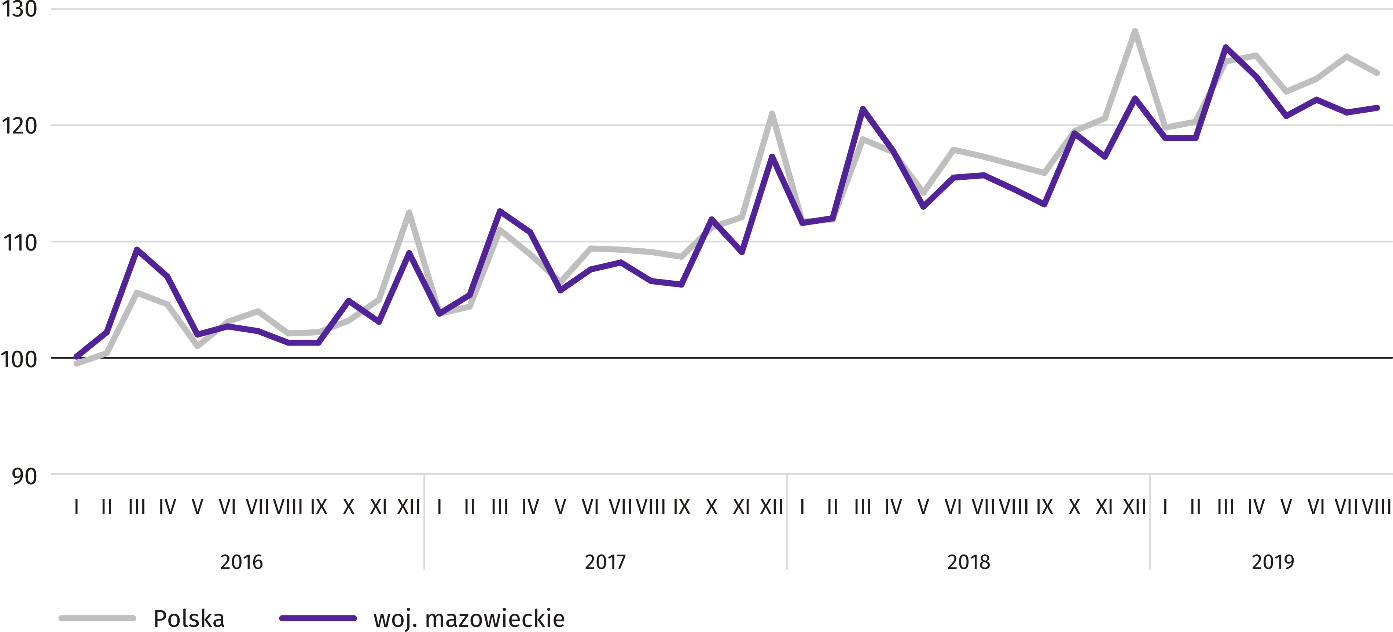 130
120
110
100
90
I II III IV V VI VII VIII IX X XI XII I II III IV V VI VII VIII IX X XI XII I II III IV V VI VII VIII IX X XI XII I II III IV V VI VII VIII
2016 2017 2018 2019
Polska woj. mazowieckie